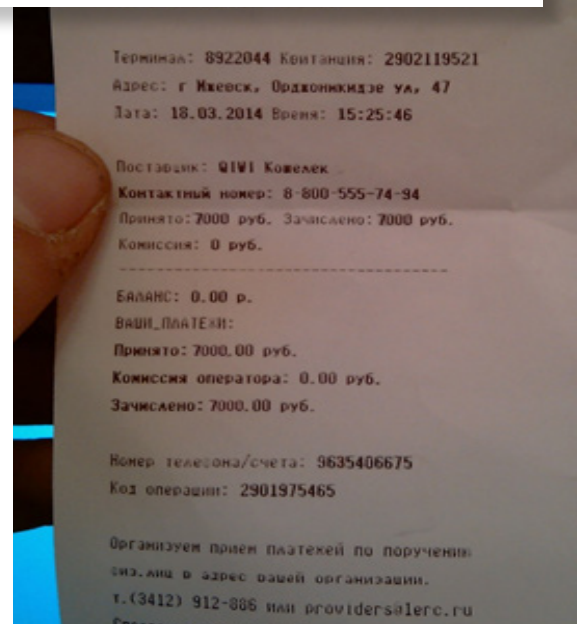 Терминал: 8922044 Квитанция: 2902119521
Адрес: г Ижевск, Орджоникидзе ул, 47
Дата: 18.03.2014 Время: 15:25:46
Поставщик: QIWI Кошелек
Контактный номер: 8-800-555-74-94
Принято: 7000 руб. Зачислено: 7000 руб.
Комиссия: 0 руб.
БАЛАНС: 0.00 р.
ВАШИ_ПЛАТЕЖИ:
Принято: 7000.00 руб.
Комиссия оператора: 0.00 руб.
Зачислено: 7000.00 руб.
Номер телефона/счета: 9635406675
Код операции: 2901975465
Организуем прием платежей по поручению
физ.лиц в адрес вашей организации.
т.(3412) 912-886 или providers@lerc.ru